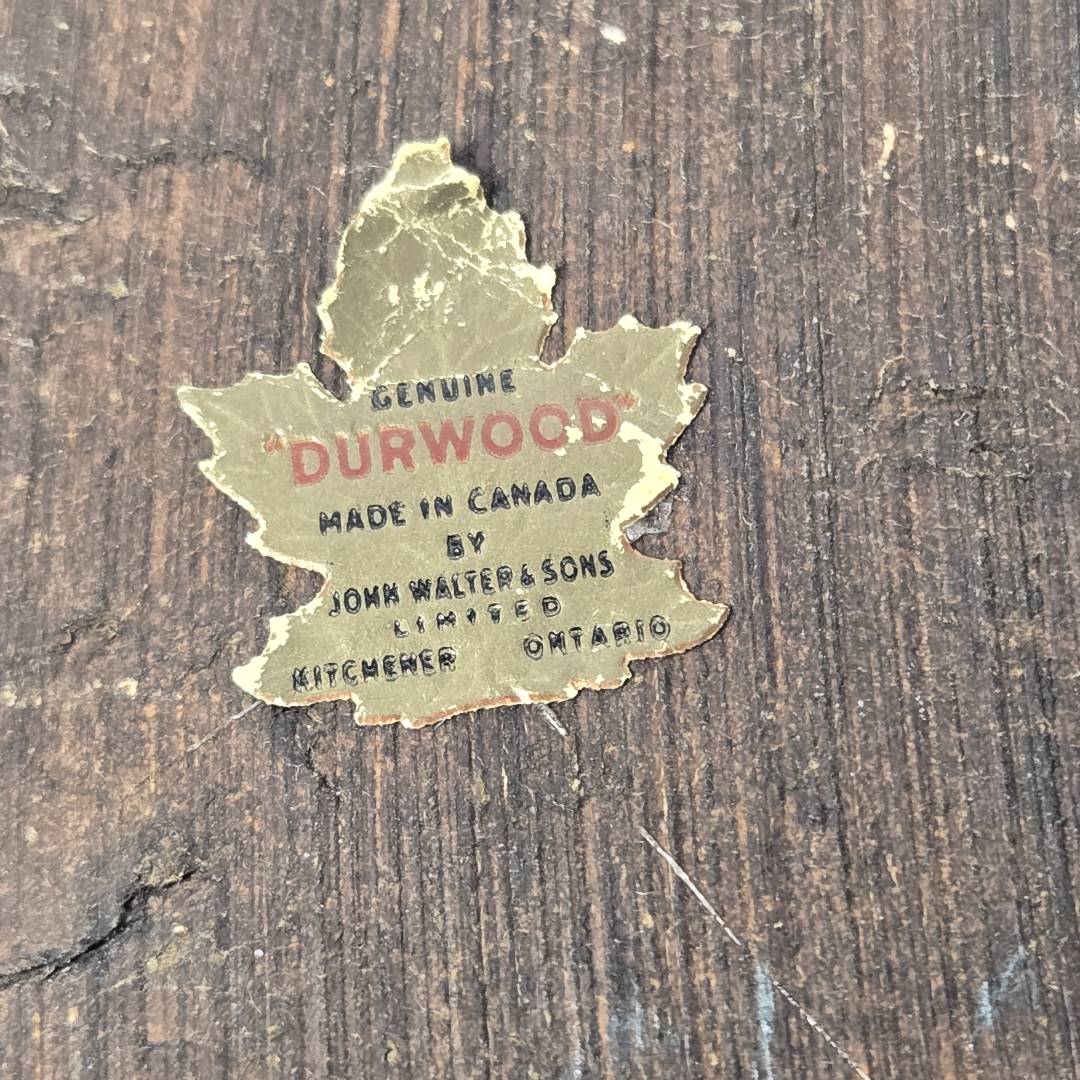 GENUINE
"DURWOOD"
MADE IN CANADA
BY
JOHN WALTER & SONS
LIMITED
KITCHENER ONTARIO